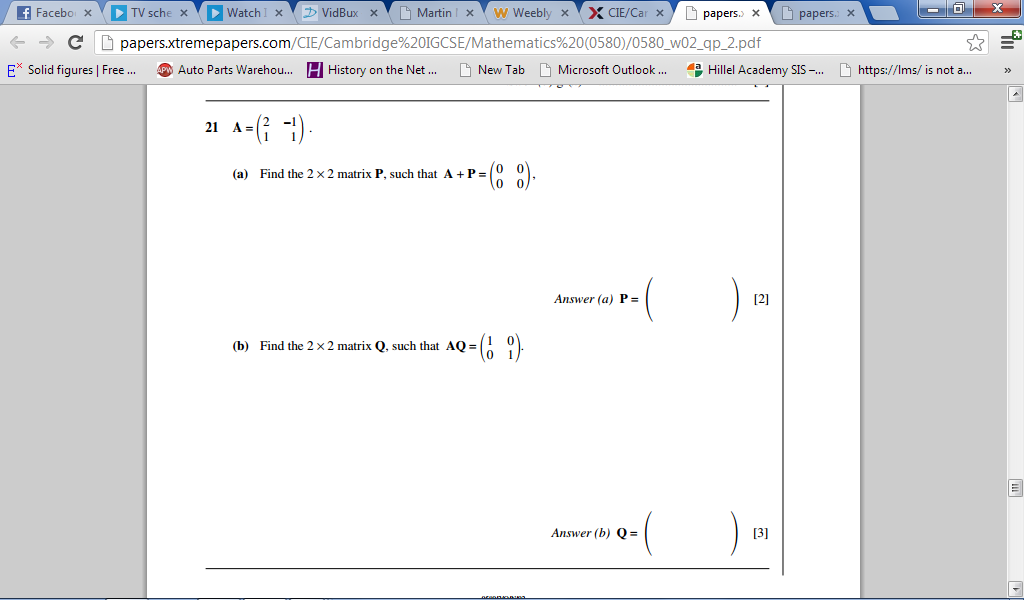 Facebo
TV sche
Watch I
VidBux
Martin
Weebly
CIE/Car
papers.x
papers.
papers.xtremepapers.com/CIE/Cambridge%20IGCSE/Mathematics%20(0580)/0580_w02_qp_2.pdf
Solid figures | Free ...
Auto Parts Warehou...
History on the Net ...
New Tab
Microsoft Outlook ...
Hillel Academy SIS –...
https://lms/ is not a...
»
21 A = (2 −1
1 1) .
(a) Find the 2 × 2 matrix P, such that A + P = (0 0
0 0),
Answer (a) P = ( ) [2]
(b) Find the 2 × 2 matrix Q, such that AQ = (1 0
0 1).
Answer (b) Q = ( ) [3]